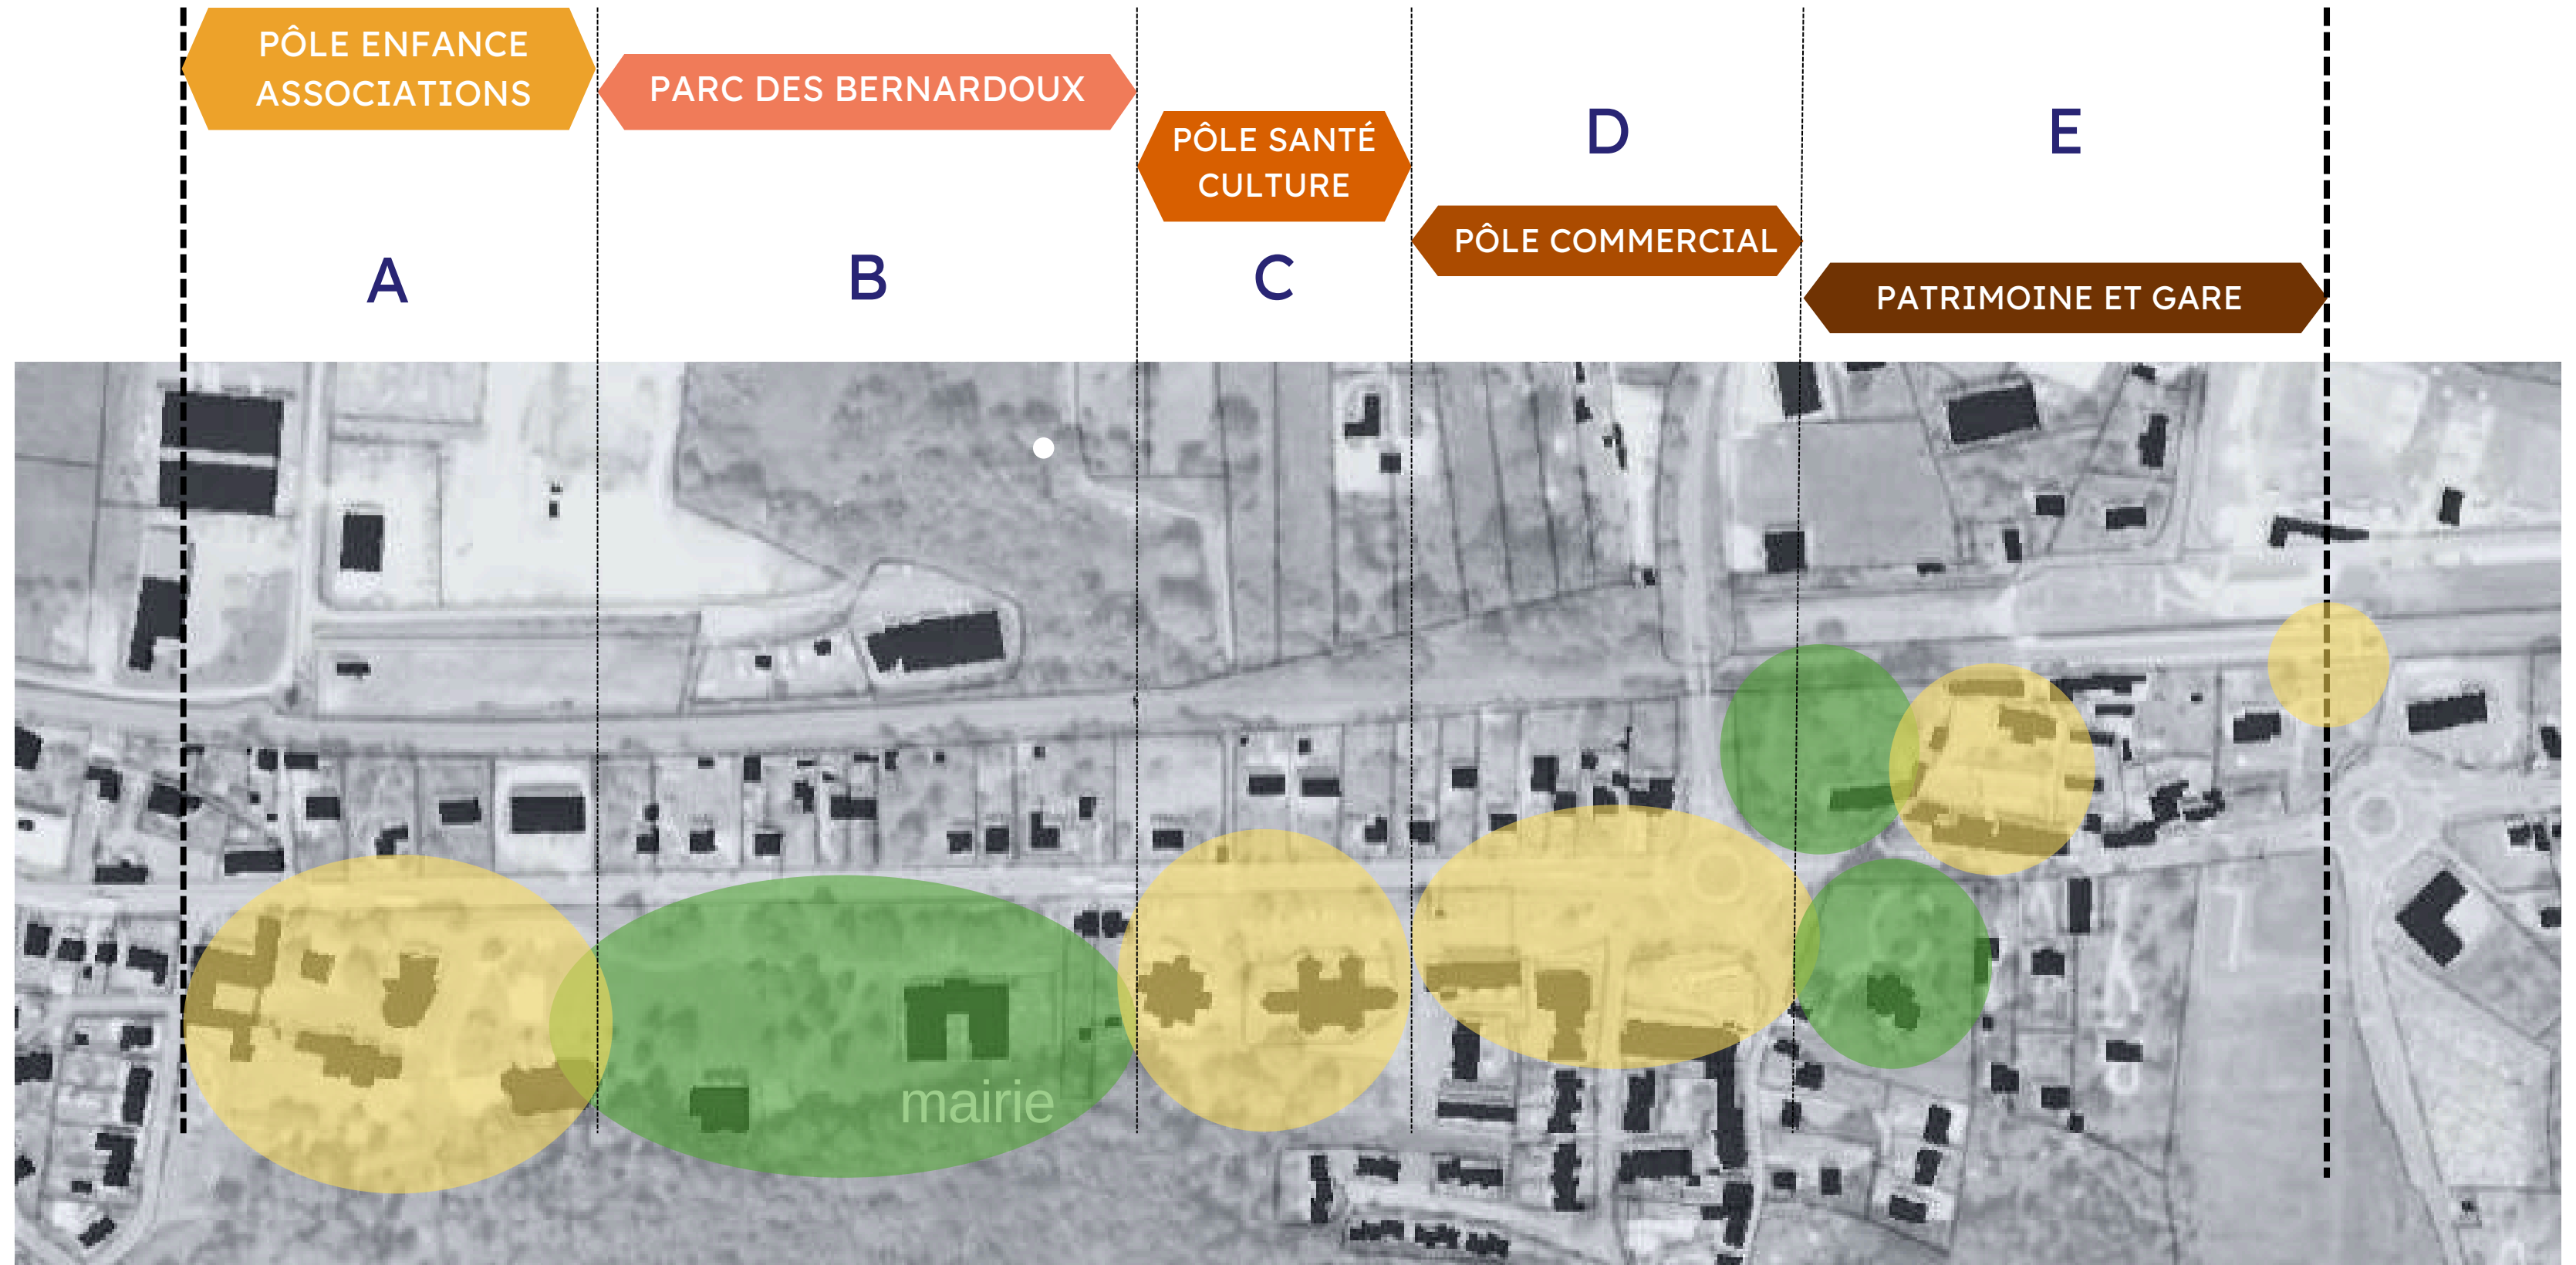 PÔLE ENFANCE
ASSOCIATIONS
PARC DES BERNARDOUX
PÔLE SANTÉ
CULTURE
PÔLE COMMERCIAL
PATRIMOINE ET GARE
A
B
C
D
E
mairie